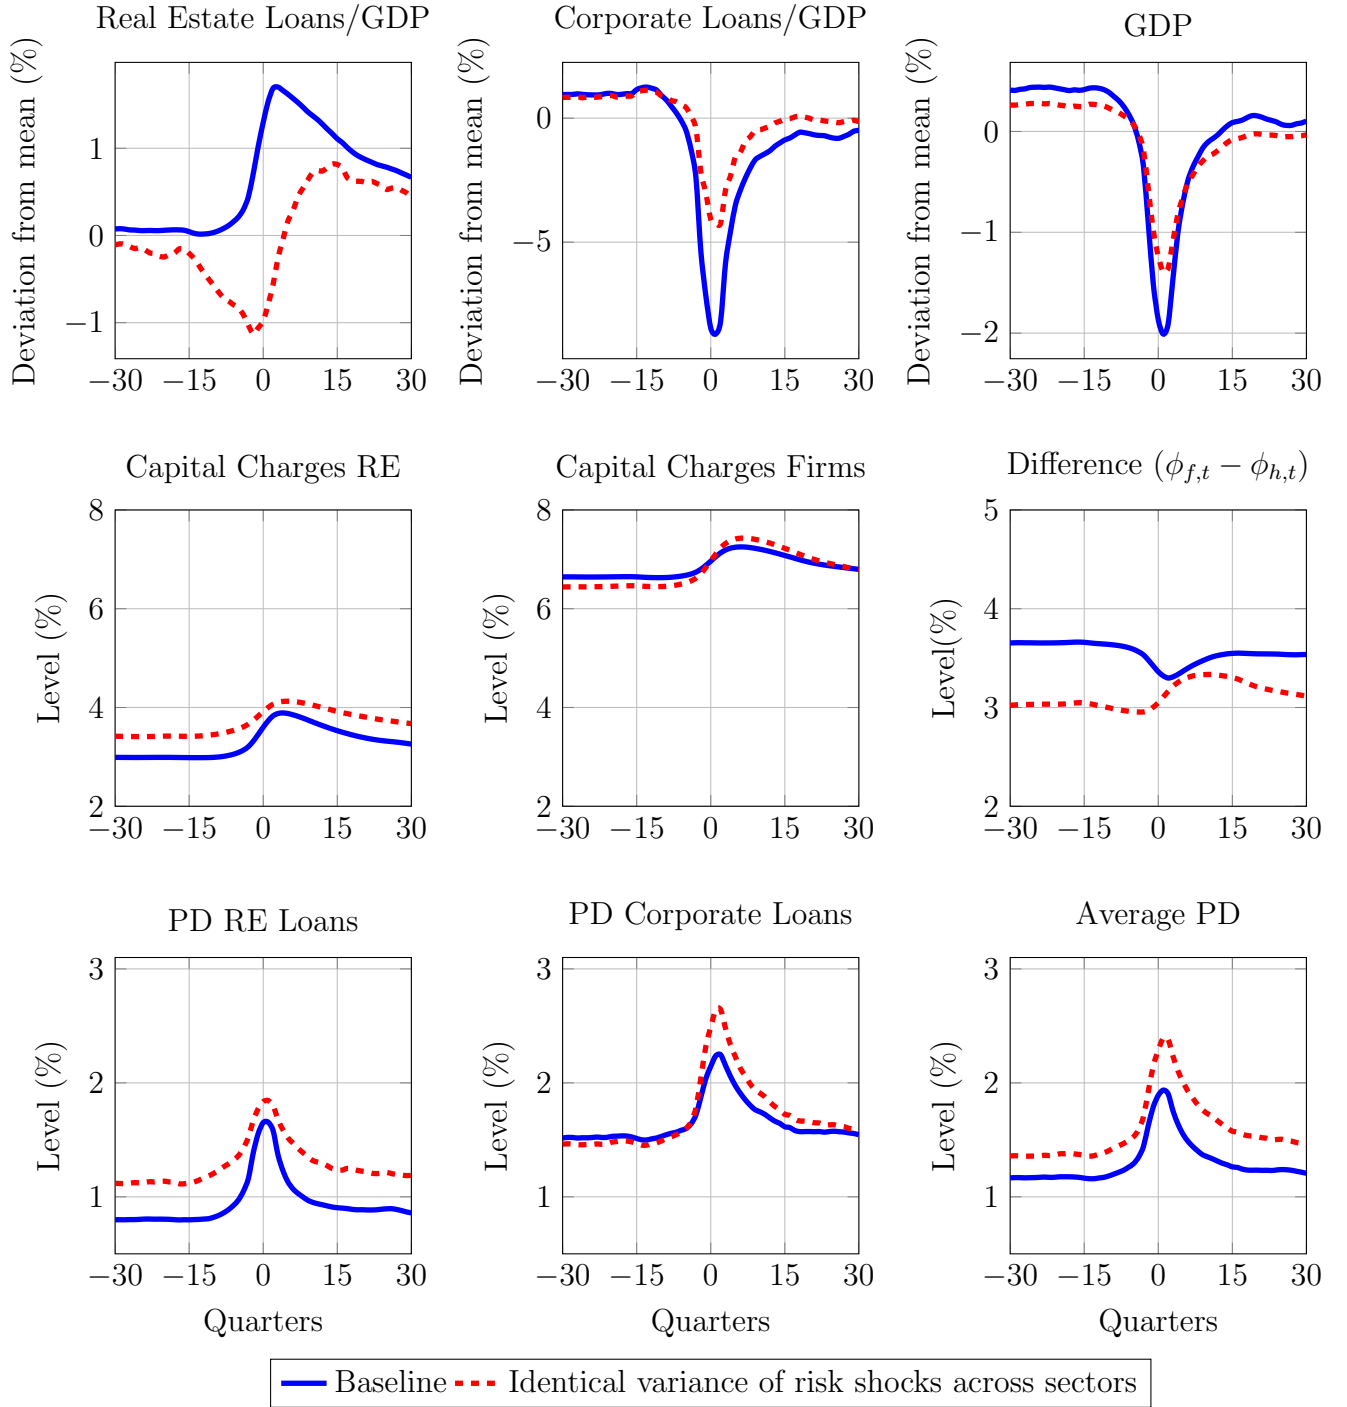 Real Estate Loans/GDP
Deviation from mean (%)
1
0
−1
−30 −15 0 15 30
Corporate Loans/GDP
Deviation from mean (%)
0
−5
−30 −15 0 15 30
GDP
Deviation from mean (%)
0
−1
−2
−30 −15 0 15 30
Capital Charges RE
Level (%)
8
6
4
2
−30 −15 0 15 30
Capital Charges Firms
Level (%)
8
6
4
2
−30 −15 0 15 30
Difference (ϕf,t − ϕh,t)
Level(%)
5
4
3
2
−30 −15 0 15 30
PD RE Loans
Level (%)
3
2
1
−30 −15 0 15 30
Quarters
PD Corporate Loans
Level (%)
3
2
1
−30 −15 0 15 30
Quarters
Average PD
Level (%)
3
2
1
−30 −15 0 15 30
Quarters
Baseline Identical variance of risk shocks across sectors